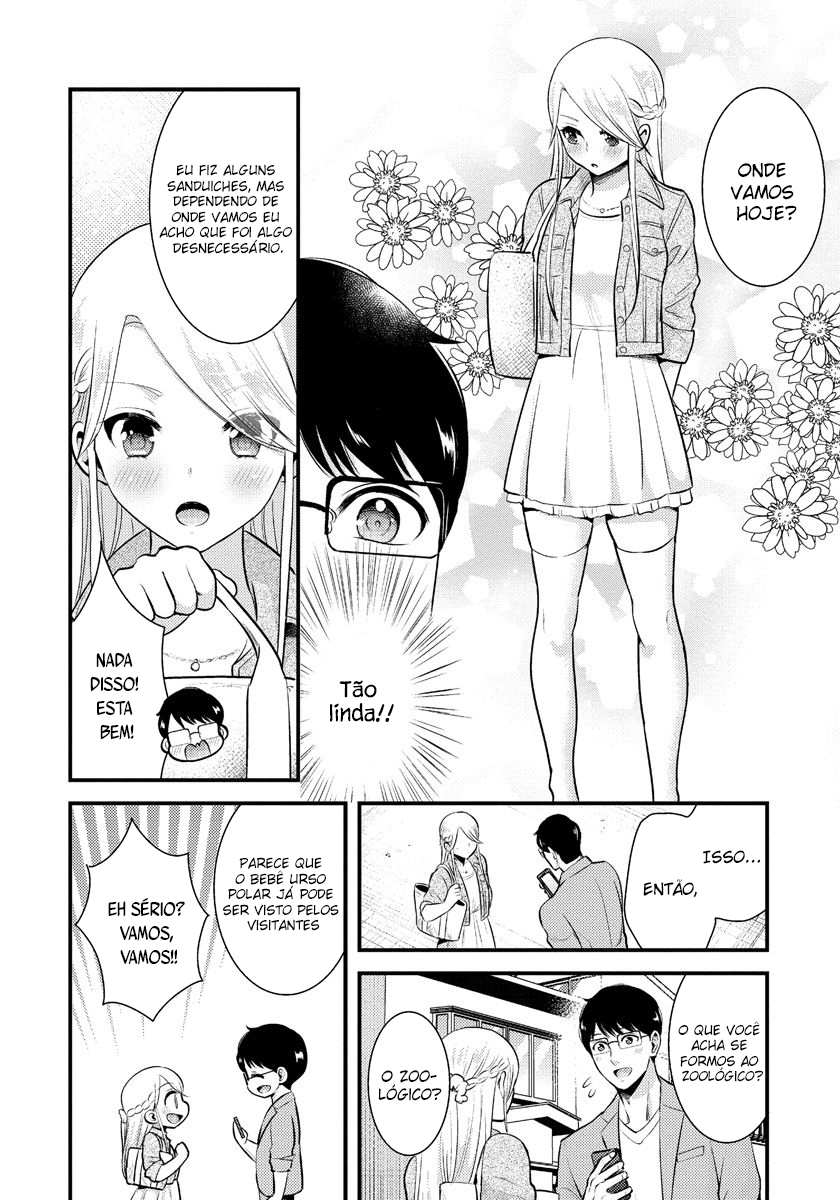 ONDE
VAMOS
HOJE?
EU FIZ ALGUNS
SANDUICHES, MAS
DEPENDENDO DE
ONDE VAMOS EU
ACHO QUE FOI ALGO
DESNECESSÁRIO.
Tão
linda!!
NADA
DISSO!
ESTA
BEM!
ISSO...
ENTÃO,
O QUE VOCÊ
ACHA SE
FORMOS AO
ZOOLÓGICO?
O ZOO-
LÓGICO?
PARECE QUE
O BEBÊ URSO
POLAR JÁ PODE
SER VISTO PELOS
VISITANTES
EH SÉRIO?
VAMOS,
VAMOS!!